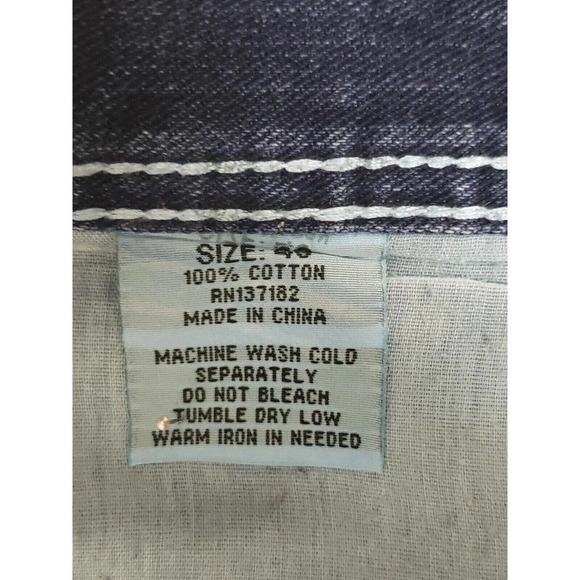 SIZE:
100% COTTON
RN137182
MADE IN CHINA
MACHINE WASH COLD
SEPARATELY
DO NOT BLEACH
TUMBLE DRY LOW
WARM IRON IN NEEDED